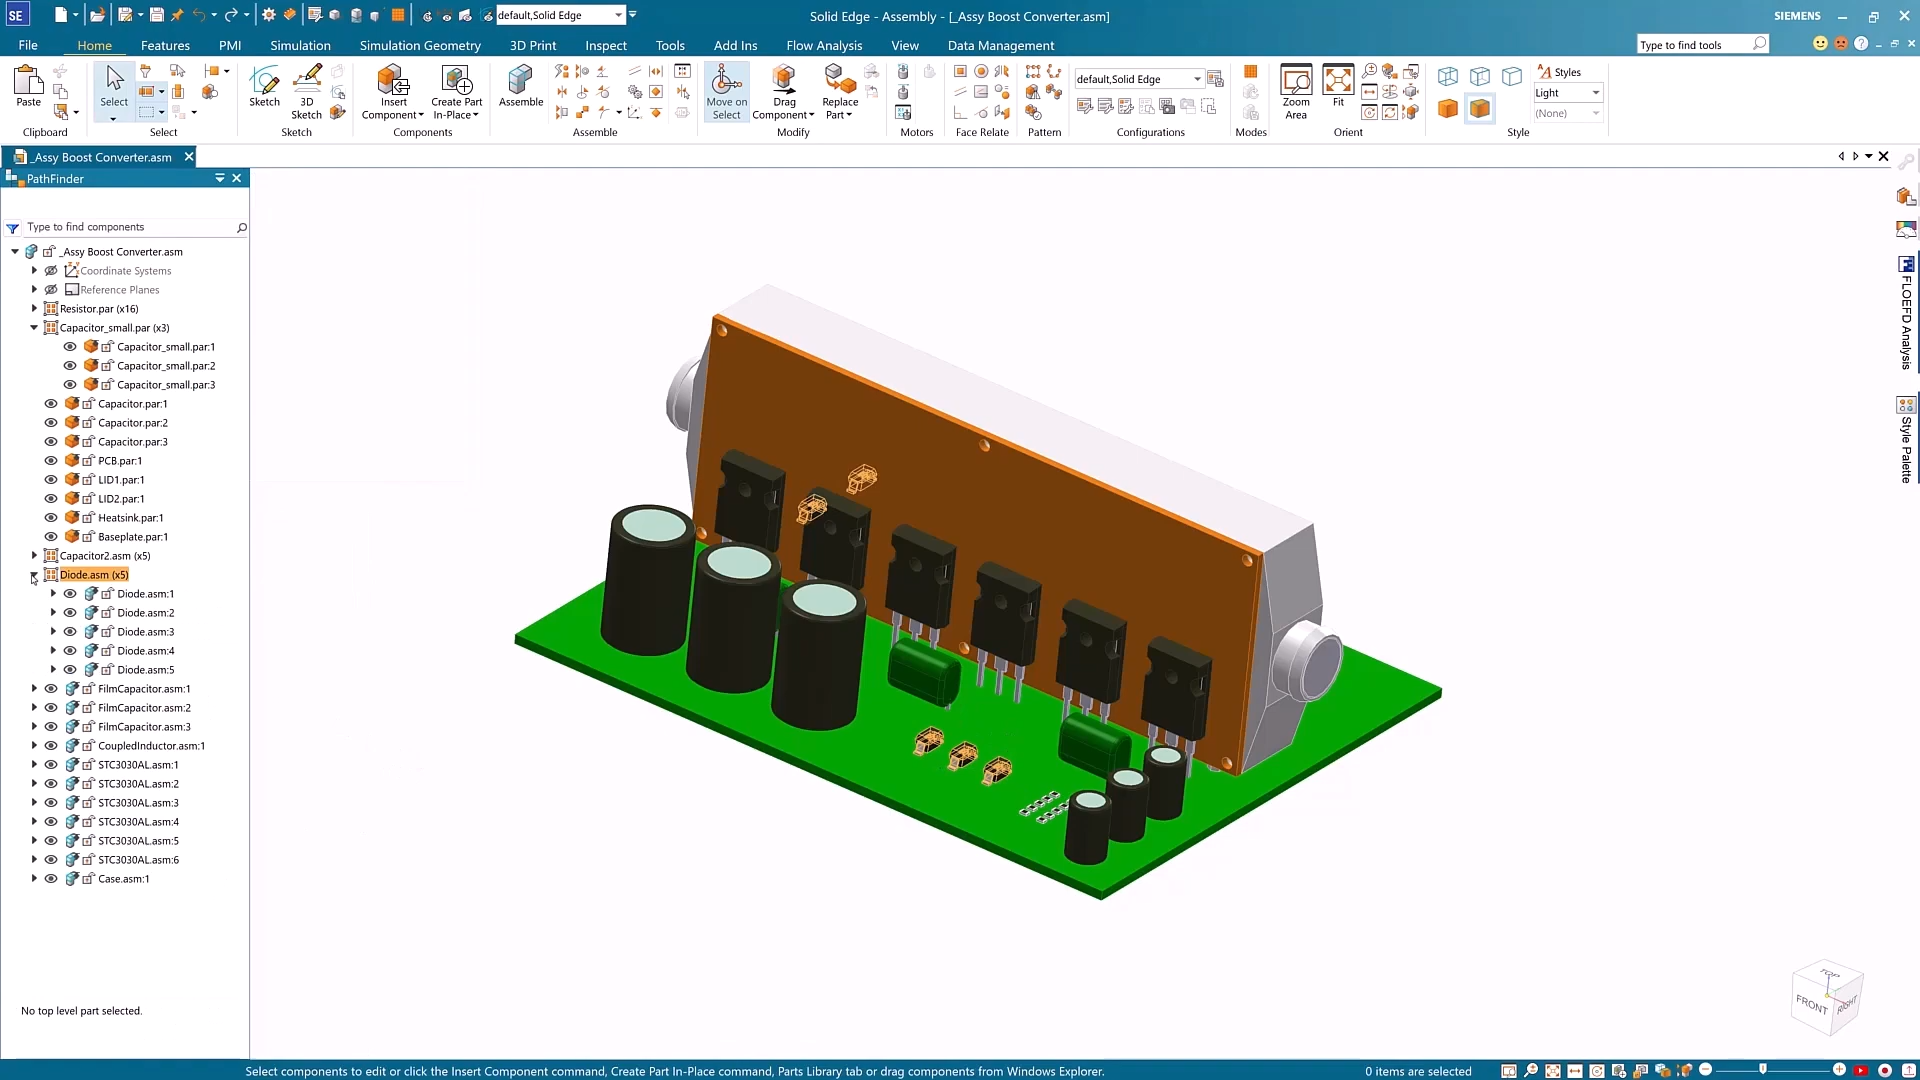 SE
default,Solid Edge
Solid Edge - Assembly - [_Assy Boost Converter.asm]
SIEMENS
File
Home
Features
PMI
Simulation
Simulation Geometry
3D Print
Inspect
Tools
Add Ins
Flow Analysis
View
Data Management
Type to find tools
Paste
Clipboard
Select
Select
Sketch
3D
Sketch
Sketch
Insert
Component
Create Part
In-Place
Components
Assemble
Assemble
Move on
Select
Drag
Component
Replace
Part
Modify
Motors
Face Relate
Pattern
default,Solid Edge
Configurations
Modes
Zoom
Area
Fit
Orient
Styles
Light
(None)
Style
_Assy Boost Converter.asm
PathFinder
Type to find components
_Assy Boost Converter.asm
Coordinate Systems
Reference Planes
Resistor.par (x16)
Capacitor_small.par (x3)
Capacitor_small.par:1
Capacitor_small.par:2
Capacitor_small.par:3
Capacitor.par:1
Capacitor.par:2
Capacitor.par:3
PCB.par:1
LID1.par:1
LID2.par:1
Heatsink.par:1
Baseplate.par:1
Capacitor2.asm (x5)
Diode.asm (x5)
Diode.asm:1
Diode.asm:2
Diode.asm:3
Diode.asm:4
Diode.asm:5
FilmCapacitor.asm:1
FilmCapacitor.asm:2
FilmCapacitor.asm:3
CoupledInductor.asm:1
STC3030AL.asm:1
STC3030AL.asm:2
STC3030AL.asm:3
STC3030AL.asm:4
STC3030AL.asm:5
STC3030AL.asm:6
Case.asm:1
No top level part selected.
FLOEFD Analysis
Style Palette
TOP
FRONT
RIGHT
Select components to edit or click the Insert Component command, Create Part In-Place command, Parts Library tab or drag components from Windows Explorer.
0 items are selected